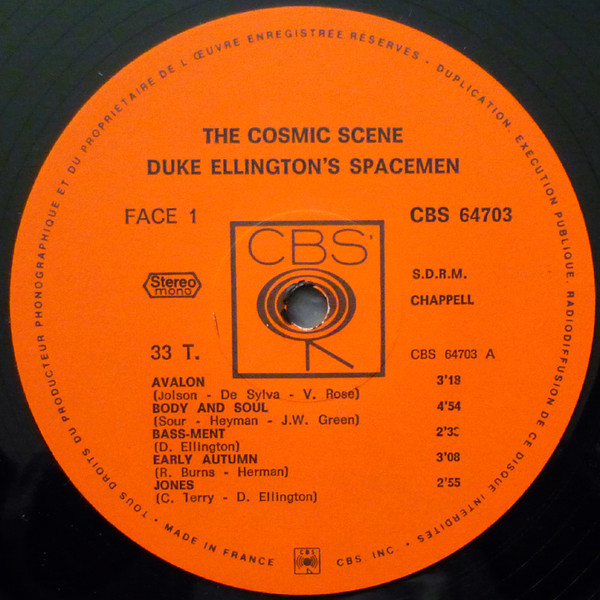 TOUS DROITS DU PRODUCTEUR PHONOGRAPHIQUE ET DU PROPRIETAIRE DE L'ŒUVRE ENREGISTREE RÉSERVÉS - DUPLICATION, EXECUTION PUBLIQUE, RADIODIFFUSION DE CE DISQUE INTERDITES
THE COSMIC SCENE
DUKE ELLINGTON'S SPACEMEN
FACE 1
CBS 64703
CBS
Stereo
mono
S.D.R.M.
CHAPPELL
33 T.
CBS 64703 A
AVALON 3'18
(Jolson - De Sylva - V. Rose)
BODY AND SOUL 4'54
(Sour - Heyman - J.W. Green)
BASS-MENT
(D. Ellington)
EARLY AUTUMN 3'08
(R. Burns - Herman)
JONES 2'55
(C. Terry - D. Ellington)
• MADE IN FRANCE
CBS
CBS. INC •